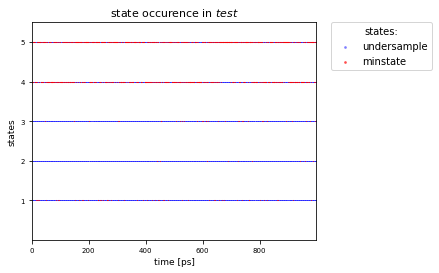 state occurence in test
states:
undersample
minstate
5
4
3
2
1
states
0
200
400
600
800
time [ps]